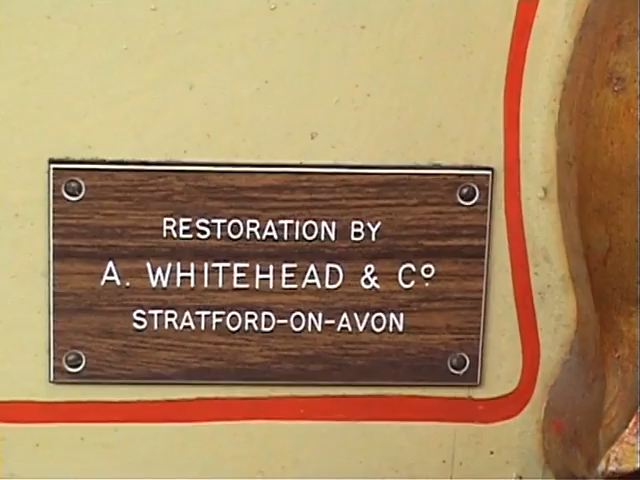 RESTORATION BY
A. WHITEHEAD & Cº
STRATFORD-ON-AVON